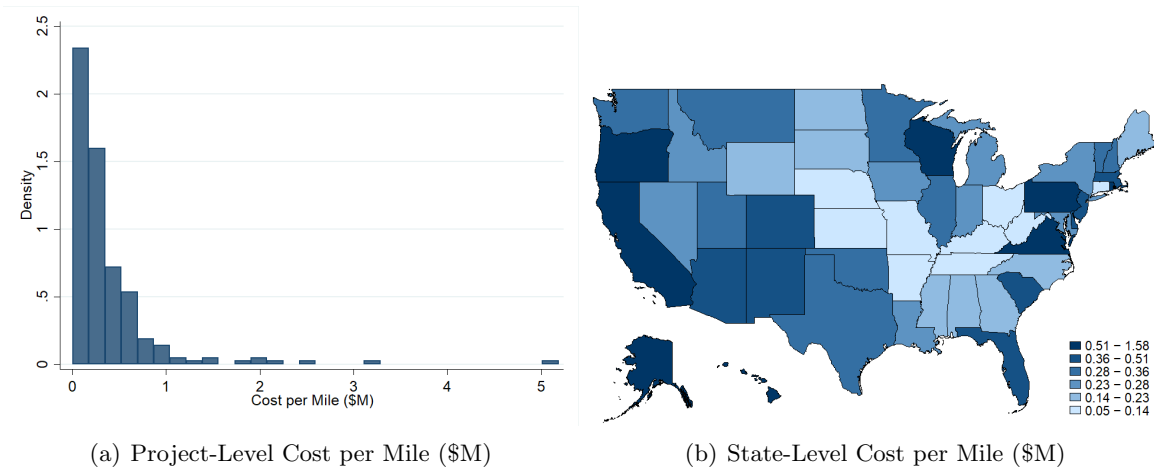 2.5
2
1.5
1
.5
0
Density
0
1
2
3
4
5
Cost per Mile ($M)
0.51 – 1.58
0.36 – 0.51
0.28 – 0.36
0.23 – 0.28
0.14 – 0.23
0.05 – 0.14
(a) Project-Level Cost per Mile ($M)
(b) State-Level Cost per Mile ($M)